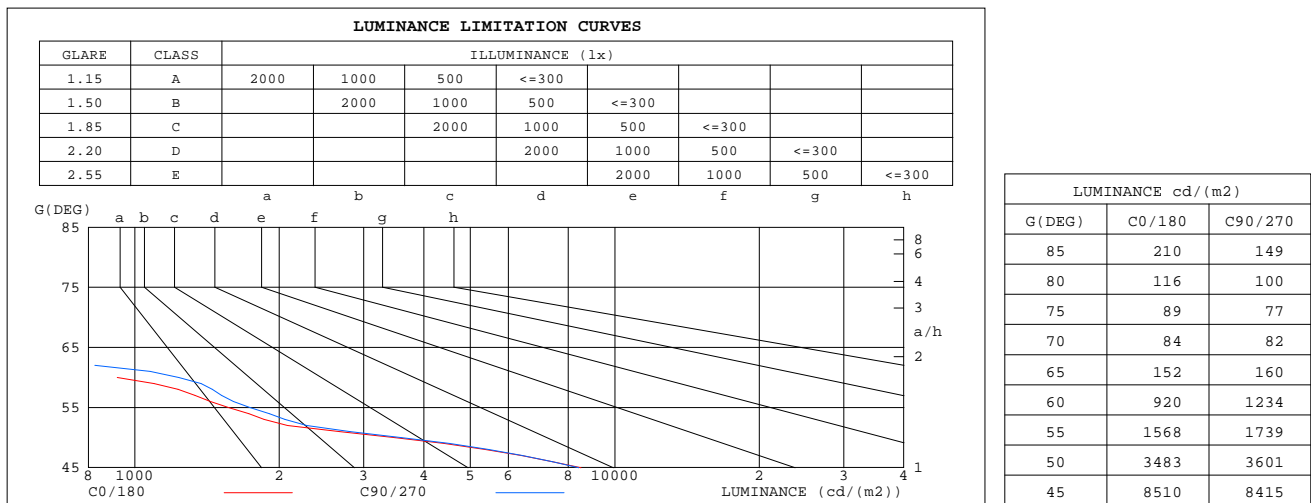 LUMINANCE LIMITATION CURVES
GLARE CLASS ILLUMINANCE (lx)
1.15 A 2000 1000 500 <=300
1.50 B 2000 1000 500 <=300
1.85 C 2000 1000 500 <=300
2.20 D 2000 1000 500 <=300
2.55 E 2000 1000 500 <=300
a b c d e f g h
G(DEG)
a b c d e f g h
85
75
65
55
45
8
6
4
3
a/h
2
1
8 1000 2 3 4 6 8 10000 2 3 4
C0/180 C90/270 LUMINANCE (cd/(m2))
LUMINANCE cd/(m2)
G(DEG) C0/180 C90/270
85 210 149
80 116 100
75 89 77
70 84 82
65 152 160
60 920 1234
55 1568 1739
50 3483 3601
45 8510 8415